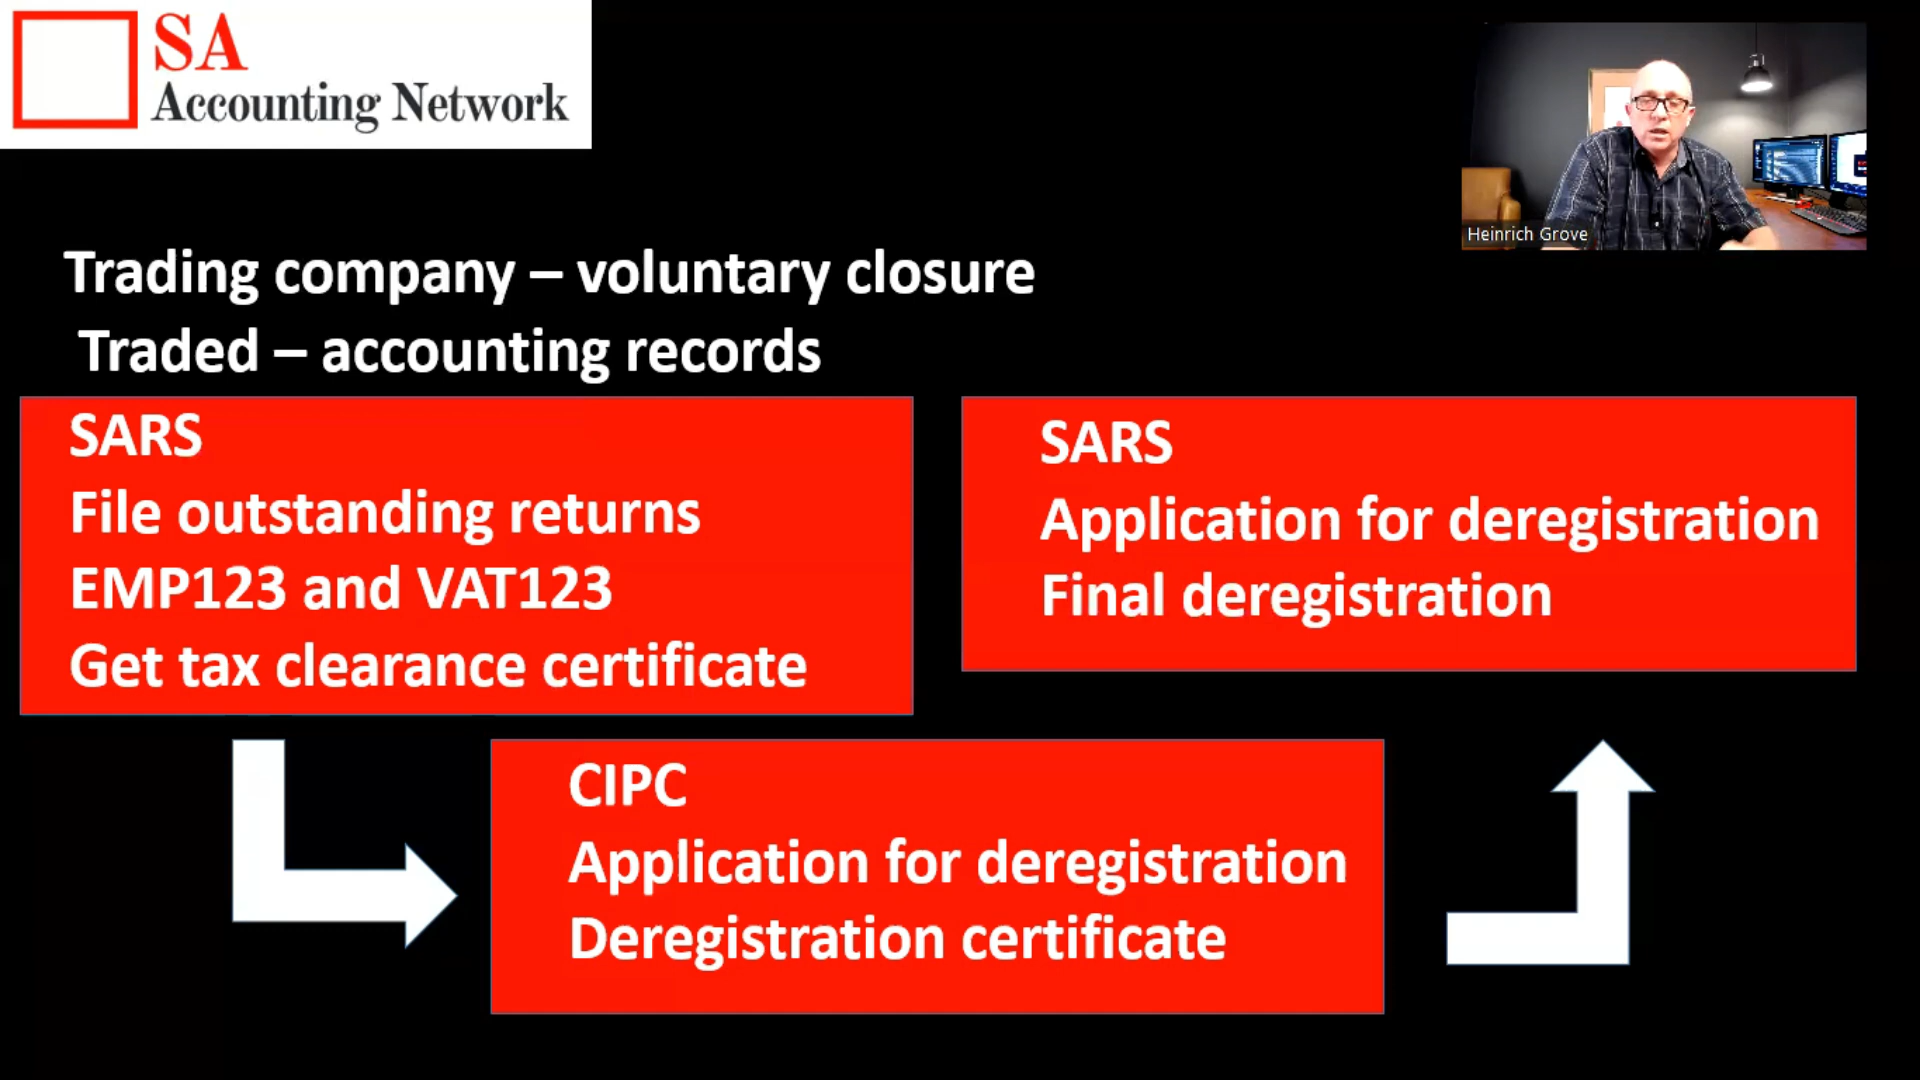 SA
Accounting Network
Heinrich Grove
Trading company – voluntary closure
Traded – accounting records
SARS
File outstanding returns
EMP123 and VAT123
Get tax clearance certificate
CIPC
Application for deregistration
Deregistration certificate
SARS
Application for deregistration
Final deregistration